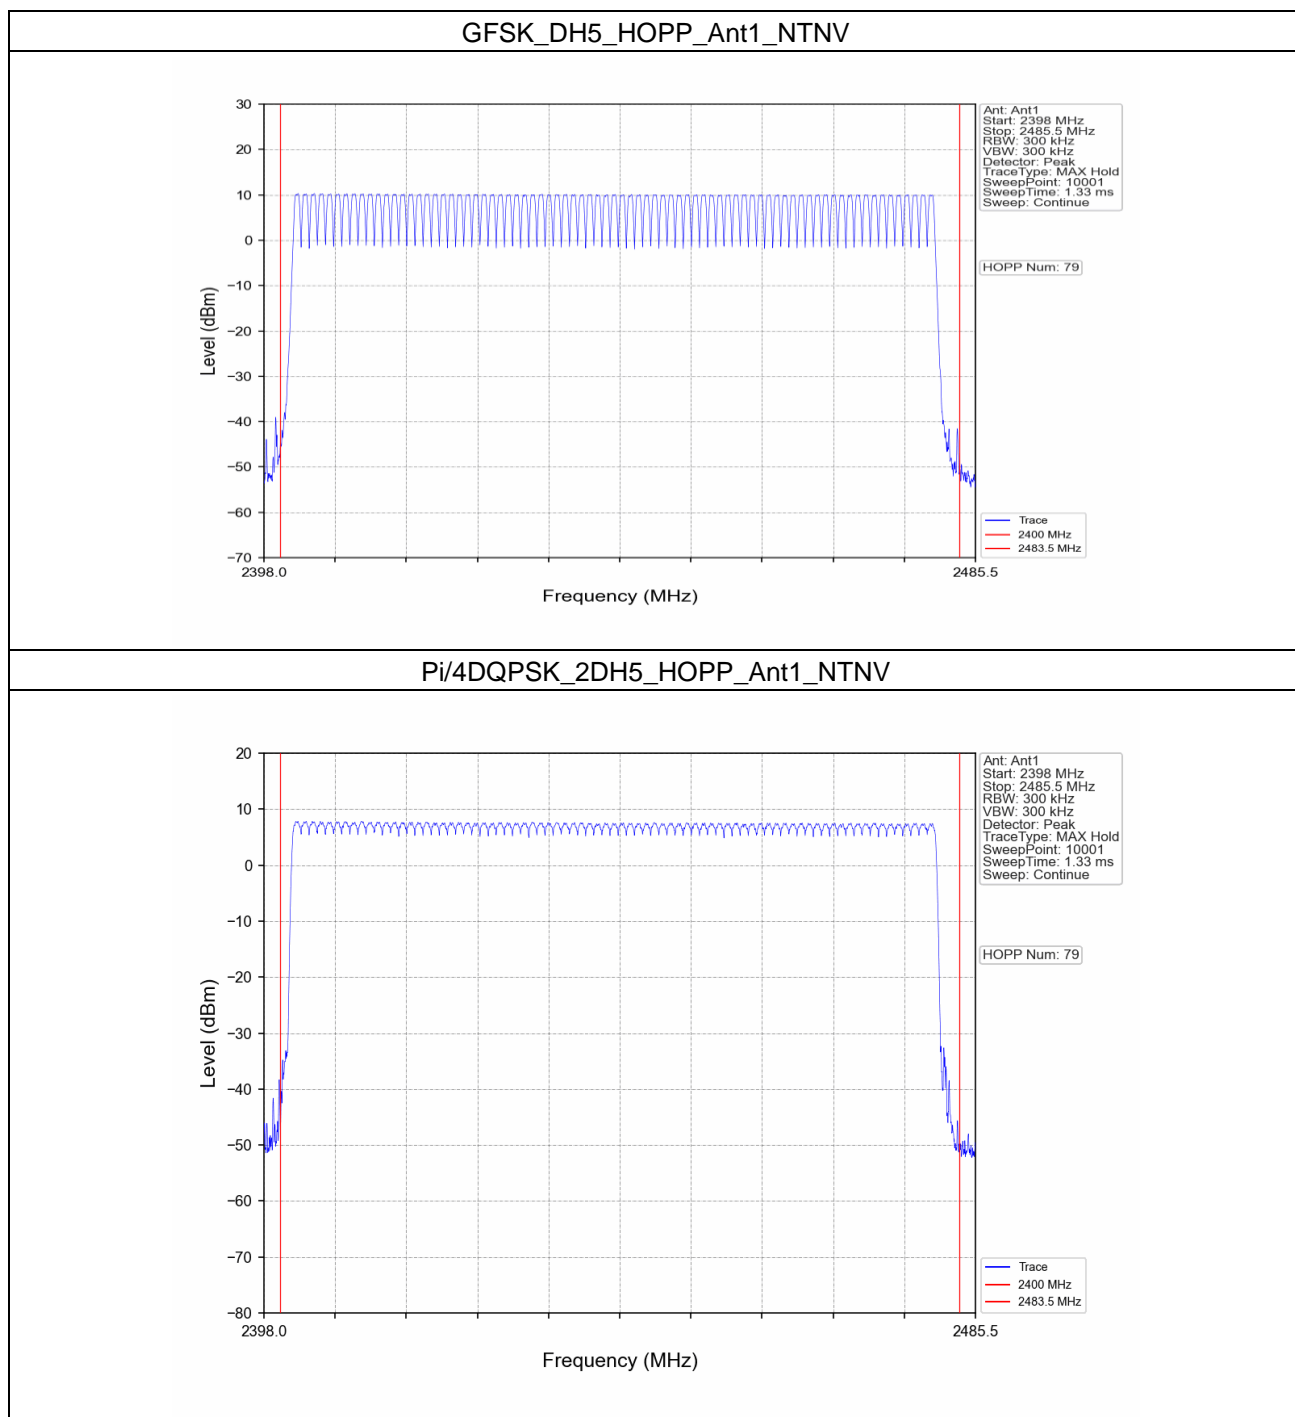 GFSK_DH5_HOPP_Ant1_NTNV
30
20
10
0
−10
−20
−30
−40
−50
−60
−70
Level (dBm)
2398.0
2485.5
Frequency (MHz)
Ant: Ant1
Start: 2398 MHz
Stop: 2485.5 MHz
RBW: 300 kHz
VBW: 300 kHz
Detector: Peak
TraceType: MAX Hold
SweepPoint: 10001
SweepTime: 1.33 ms
Sweep: Continue
HOPP Num: 79
Trace
2400 MHz
2483.5 MHz
Pi/4DQPSK_2DH5_HOPP_Ant1_NTNV
20
10
0
−10
−20
−30
−40
−50
−60
−70
−80
Level (dBm)
2398.0
2485.5
Frequency (MHz)
Ant: Ant1
Start: 2398 MHz
Stop: 2485.5 MHz
RBW: 300 kHz
VBW: 300 kHz
Detector: Peak
TraceType: MAX Hold
SweepPoint: 10001
SweepTime: 1.33 ms
Sweep: Continue
HOPP Num: 79
Trace
2400 MHz
2483.5 MHz